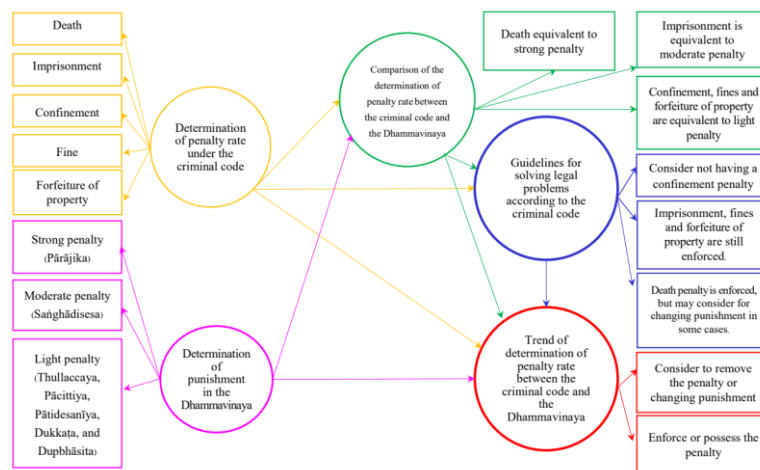 Death
Imprisonment
Confinement
Fine
Forfeiture of
property
Strong penalty
(Pārājika)
Moderate penalty
(Saṅghādisesa)
Light penalty
(Thullaccaya,
Pācittiya,
Pātidesanīya,
Dukkaṭa, and
Dupbhāsita)
Determination
of penalty rate
under the
criminal code
Determination
of
punishment
in the
Dhammavinaya
Comparison of the
determination of
penalty rate between
the criminal code and
the Dhammavinaya
Guidelines for
solving legal
problems
according to the
criminal code
Trend of
determination of
penalty rate
between the
criminal code and
the
Dhammavinaya
Death equivalent to
strong penalty
Imprisonment is
equivalent to
moderate penalty
Confinement, fines and
forfeiture of property
are equivalent to light
penalty
Consider not having a
confinement penalty
Imprisonment, fines
and forfeiture of
property are still
enforced.
Death penalty is enforced,
but may consider for
changing punishment in
some cases.
Consider to remove
the penalty or
changing punishment
Enforce or possess the
penalty